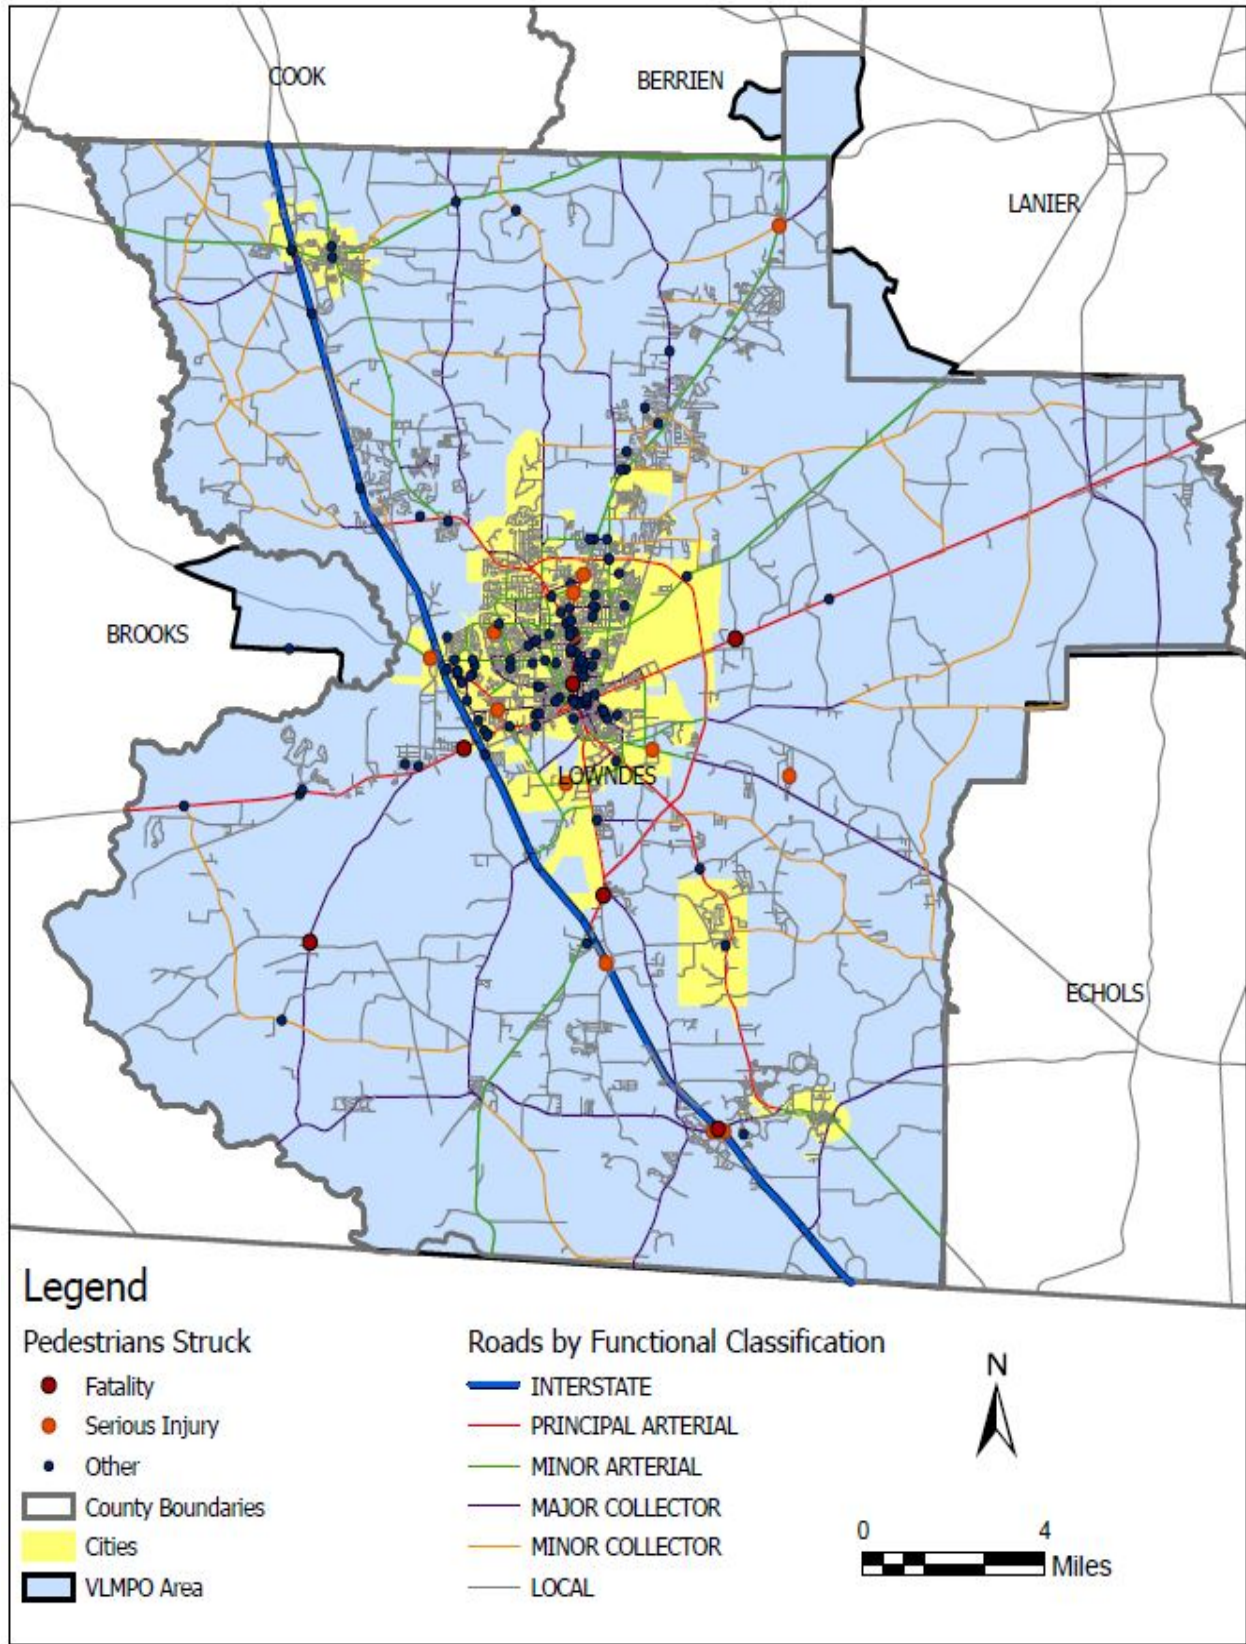 COOK
BERRIEN
LANIER
BROOKS
LOWNDES
ECHOLS
Legend
Pedestrians Struck
Fatality
Serious Injury
Other
County Boundaries
Cities
VLMPO Area
Roads by Functional Classification
INTERSTATE
PRINCIPAL ARTERIAL
MINOR ARTERIAL
MAJOR COLLECTOR
MINOR COLLECTOR
LOCAL
N
0 4
Miles